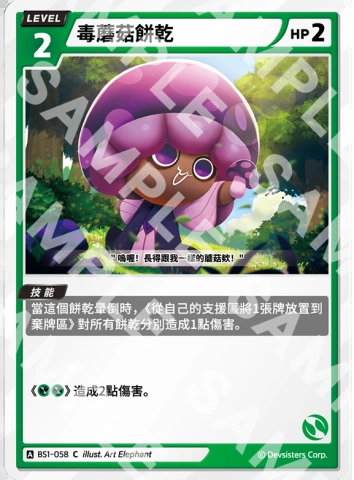 LEVEL
2
毒蘑菇餅乾
HP 2
"嗚喔！長得跟我一樣的蘑菇欸！"
技能
當這個餅乾暈倒時，《從自己的支援區將1張牌放置到
棄牌區》對所有餅乾分別造成1點傷害。
《》造成2點傷害。
A BS1-058 C illust. Art Elephant
© Devsisters Corp.
SAMPLE